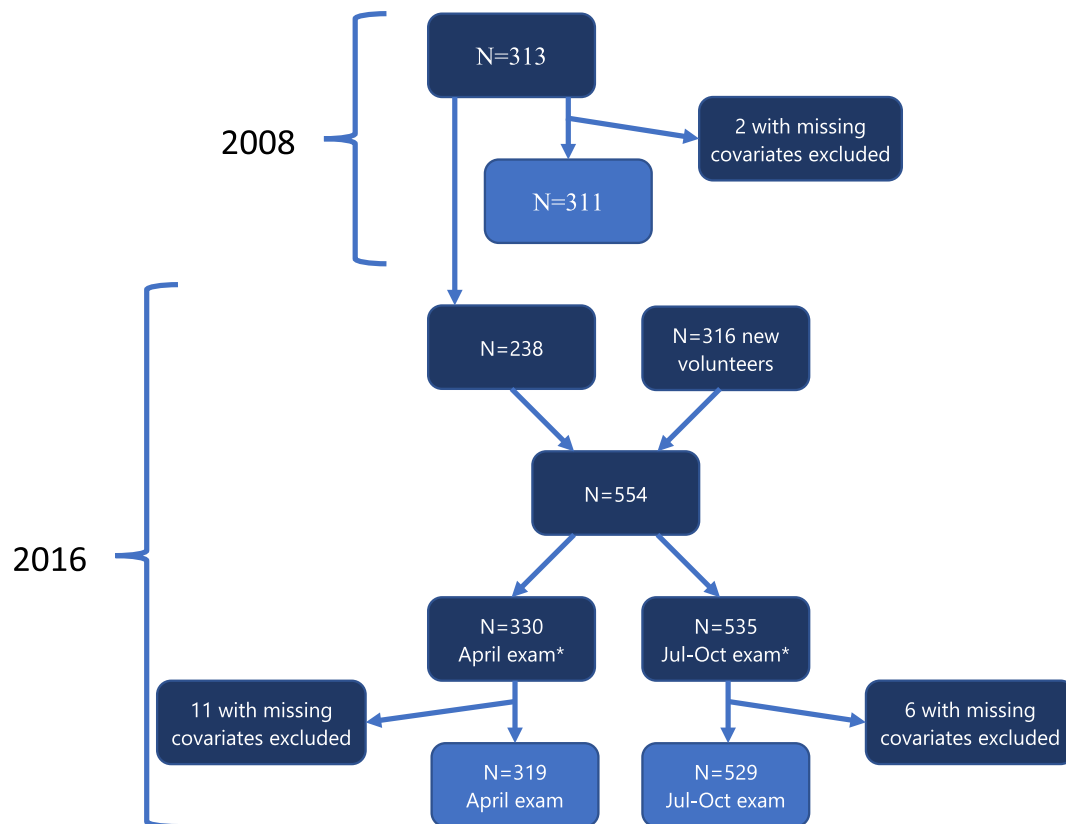 N=313
2008
2 with missing
covariates excluded
N=311
N=238
N=316 new
volunteers
N=554
2016
N=330
April exam*
N=535
Jul-Oct exam*
11 with missing
covariates excluded
6 with missing
covariates excluded
N=319
April exam
N=529
Jul-Oct exam